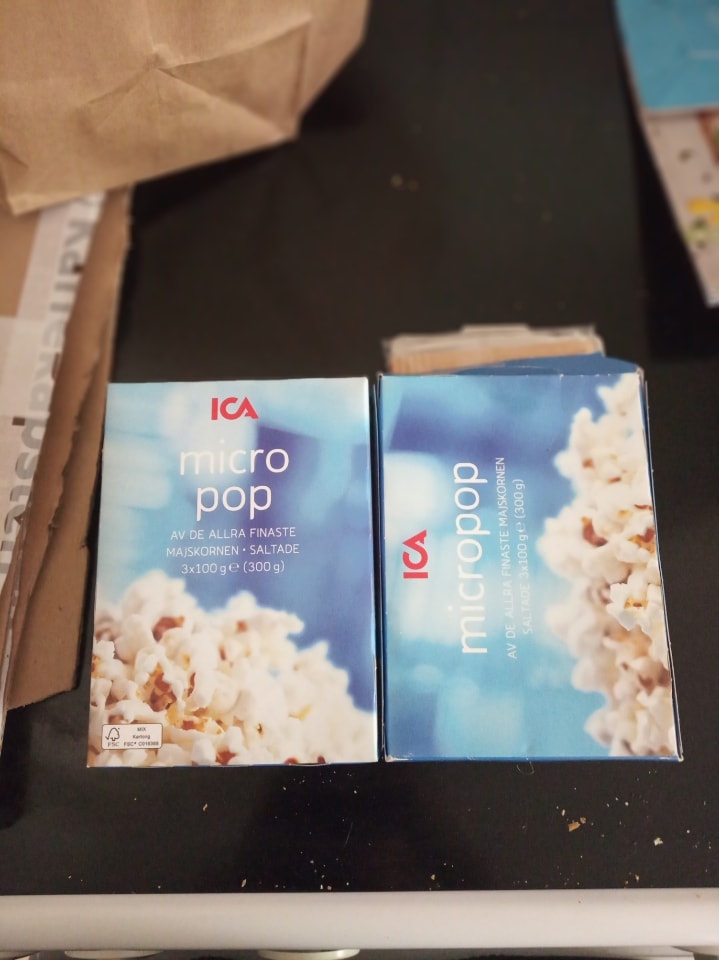 ICA
micro
pop
AV DE ALLRA FINASTE
MAJSKORNEN • SALTADE
3x100 g ℮ (300 g)
FSC
MIX
Kartong
ICA
micropop
AV DE ALLRA FINASTE MAJSKORNEN
SALTADE 3x100 g ℮ (300 g)